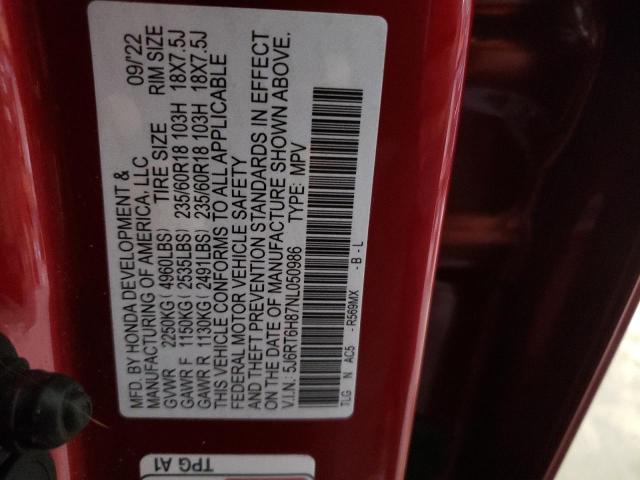 MFD. BY HONDA DEVELOPMENT & 09/'22
MANUFACTURING OF AMERICA, LLC
TIRE SIZE RIM SIZE
GVWR 2250KG ( 4960LBS)
GAWR F 1150KG ( 2535LBS) 235/60R18 103H 18X7.5J
GAWR R 1130KG ( 2491LBS) 235/60R18 103H 18X7.5J
THIS VEHICLE CONFORMS TO ALL APPLICABLE
FEDERAL MOTOR VEHICLE SAFETY
AND THEFT PREVENTION STANDARDS IN EFFECT
ON THE DATE OF MANUFACTURE SHOWN ABOVE.
V.I.N.: 5J6RT6H87NL050986 TYPE: MPV
TLG N AC5 - R569MX - B - L
TPG A1